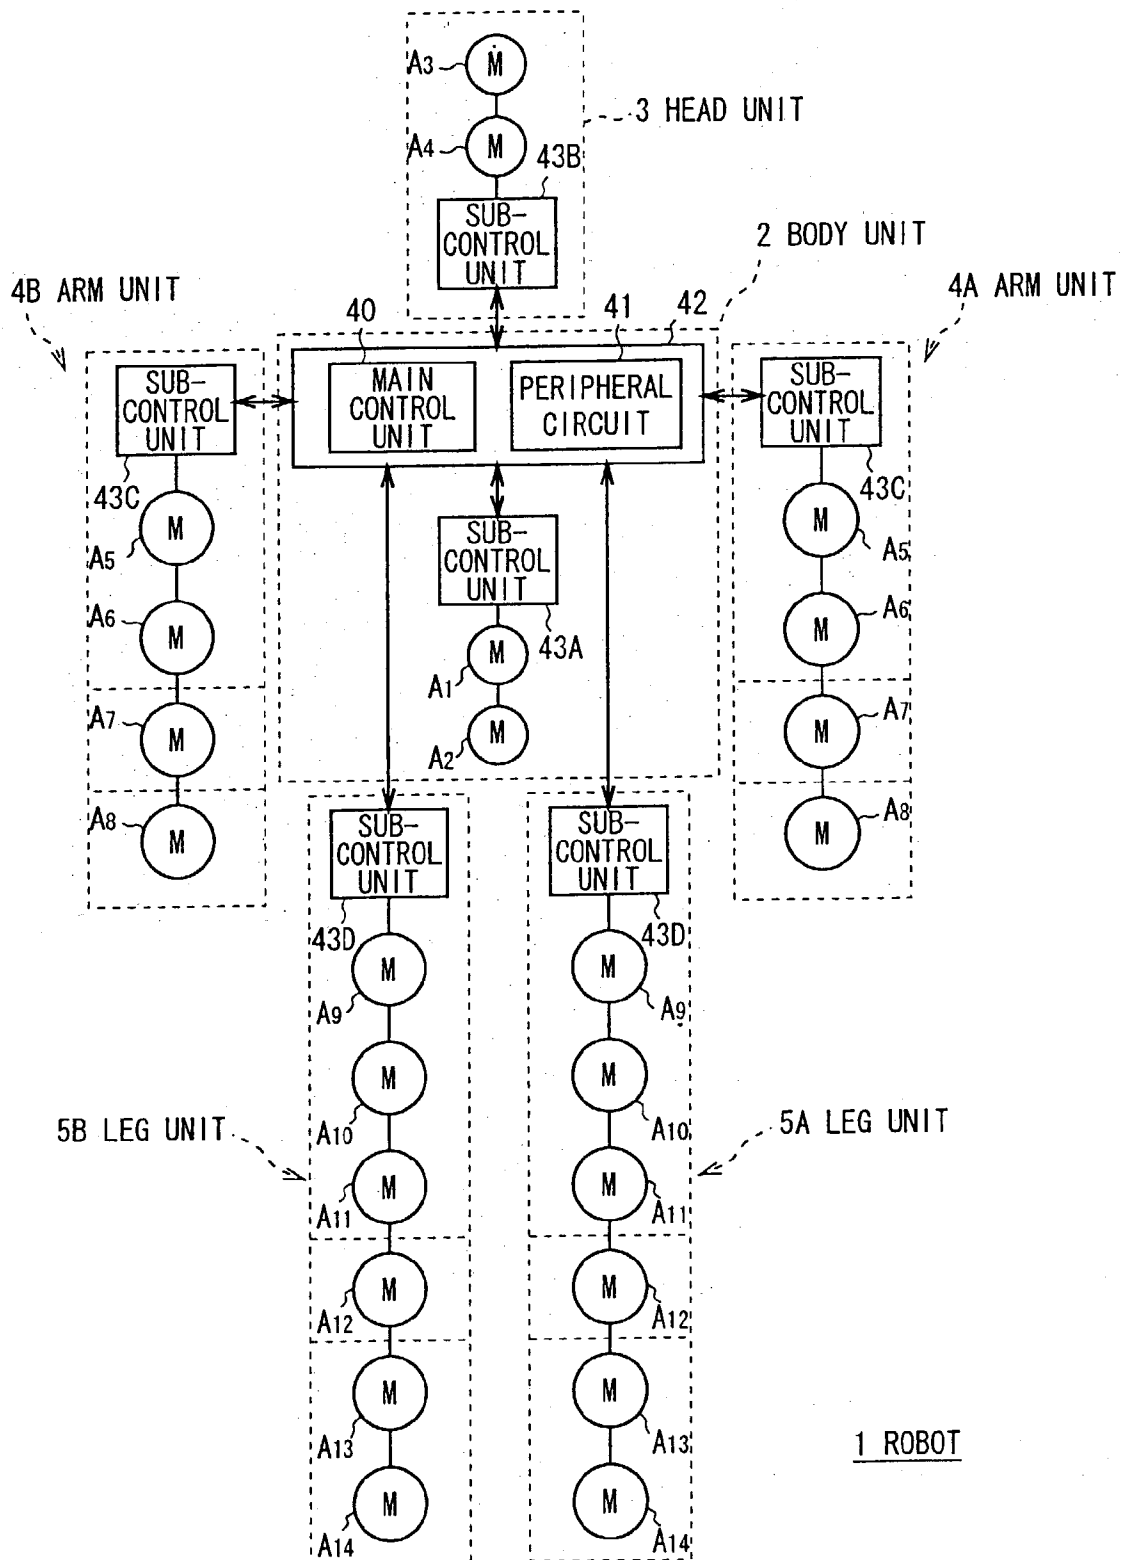 A3
M
A4
M
3 HEAD UNIT
43B
SUB-
CONTROL
UNIT
2 BODY UNIT
4B ARM UNIT
4A ARM UNIT
40
41
42
SUB-
CONTROL
UNIT
MAIN
CONTROL
UNIT
PERIPHERAL
CIRCUIT
SUB-
CONTROL
UNIT
43C
43C
A5
M
SUB-
CONTROL
UNIT
M
A5
A6
M
43A
M
A6
A1
M
A7
M
A2
M
M
A7
A8
M
M
A8
SUB-
CONTROL
UNIT
SUB-
CONTROL
UNIT
43D
43D
M
A9
M
A9
M
A10
M
A10
5B LEG UNIT
5A LEG UNIT
M
A11
M
A11
M
A12
M
A12
M
A13
M
A13
1 ROBOT
M
A14
M
A14